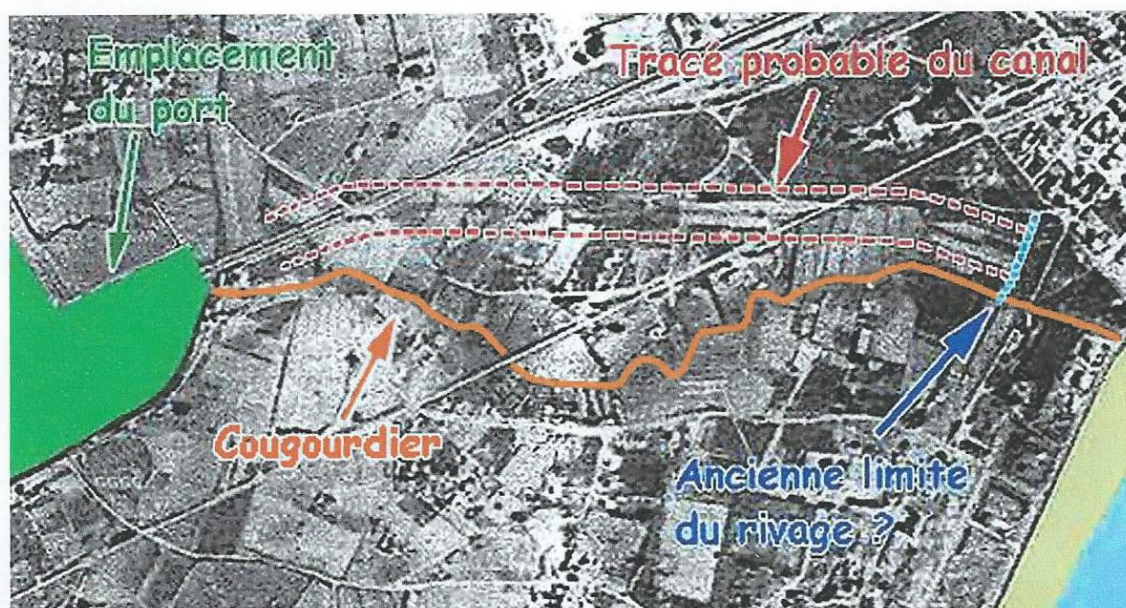 Emplacement
du port
Tracé probable du canal
Cougourdier
Ancienne limite
du rivage ?